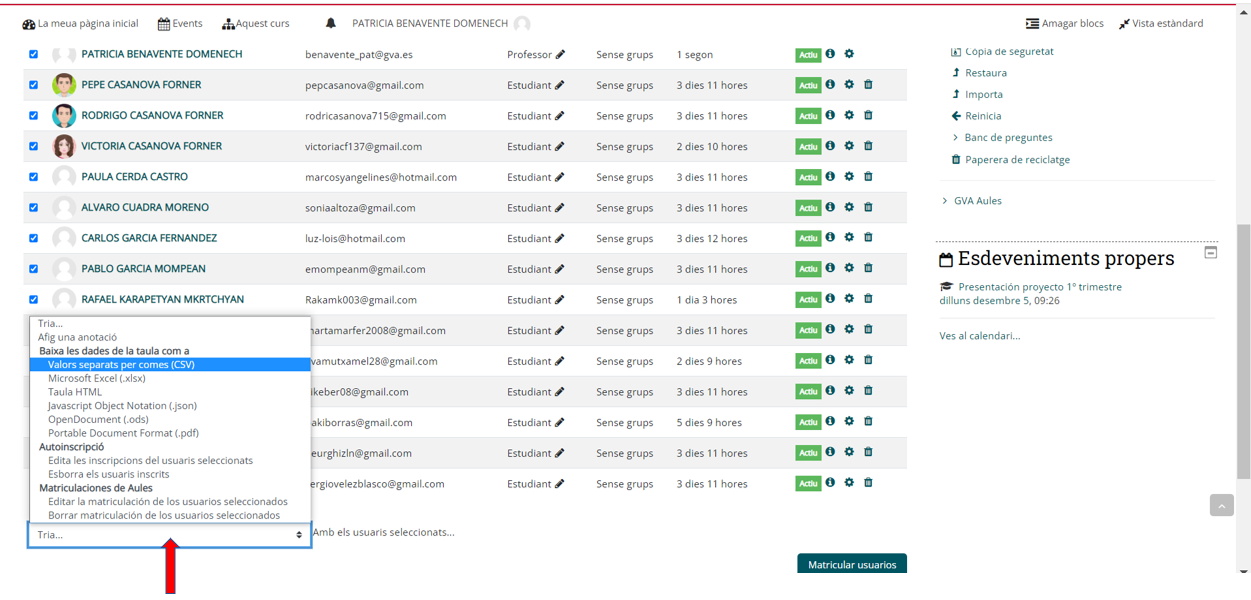 La meua pàgina inicial Events Aquest curs PATRICIA BENAVENTE DOMENECH Amagar blocs Vista estàndard
PATRICIA BENAVENTE DOMENECH benavente_pat@gva.es Professor Sense grups 1 segon Actiu
PEPE CASANOVA FORNER pepcasanova@gmail.com Estudiant Sense grups 3 dies 11 hores Actiu
RODRIGO CASANOVA FORNER rodricasanova715@gmail.com Estudiant Sense grups 3 dies 11 hores Actiu
VICTORIA CASANOVA FORNER victoriacf137@gmail.com Estudiant Sense grups 2 dies 10 hores Actiu
PAULA CERDA CASTRO marcosyangelines@hotmail.com Estudiant Sense grups 3 dies 11 hores Actiu
ALVARO CUADRA MORENO soniaaltoza@gmail.com Estudiant Sense grups 3 dies 11 hores Actiu
CARLOS GARCIA FERNANDEZ luz-lois@hotmail.com Estudiant Sense grups 3 dies 12 hores Actiu
PABLO GARCIA MOMPEAN emompeanm@gmail.com Estudiant Sense grups 3 dies 11 hores Actiu
RAFAEL KARAPETYAN MKRTCHYAN Rakamk003@gmail.com Estudiant Sense grups 1 dia 3 hores Actiu
martamarfer2008@gmail.com Estudiant Sense grups 3 dies 11 hores Actiu
vamutxamel28@gmail.com Estudiant Sense grups 2 dies 9 hores Actiu
ikeber08@gmail.com Estudiant Sense grups 3 dies 11 hores Actiu
akiborras@gmail.com Estudiant Sense grups 5 dies 9 hores Actiu
eurghizln@gmail.com Estudiant Sense grups 3 dies 11 hores Actiu
ergiovelezblasco@gmail.com Estudiant Sense grups 3 dies 11 hores Actiu
Tria...
Afig una anotació
Baixa les dades de la taula com a
Valors separats per comes (CSV)
Microsoft Excel (.xlsx)
Taula HTML
Javascript Object Notation (.json)
OpenDocument (.ods)
Portable Document Format (.pdf)
Autoinscripció
Edita les inscripcions del usuaris seleccionats
Esborra els usuaris inscrits
Matriculaciones de Aules
Editar la matriculación de los usuarios seleccionados
Borrar matriculación de los usuarios seleccionados
Tria... Amb els usuaris seleccionats...
Matricular usuarios
Còpia de seguretat
Restaura
Importa
Reinicia
Banc de preguntes
Paperera de reciclatge
GVA Aules
Esdeveniments propers
Presentación proyecto 1º trimestre
dilluns desembre 5, 09:26
Ves al calendari...